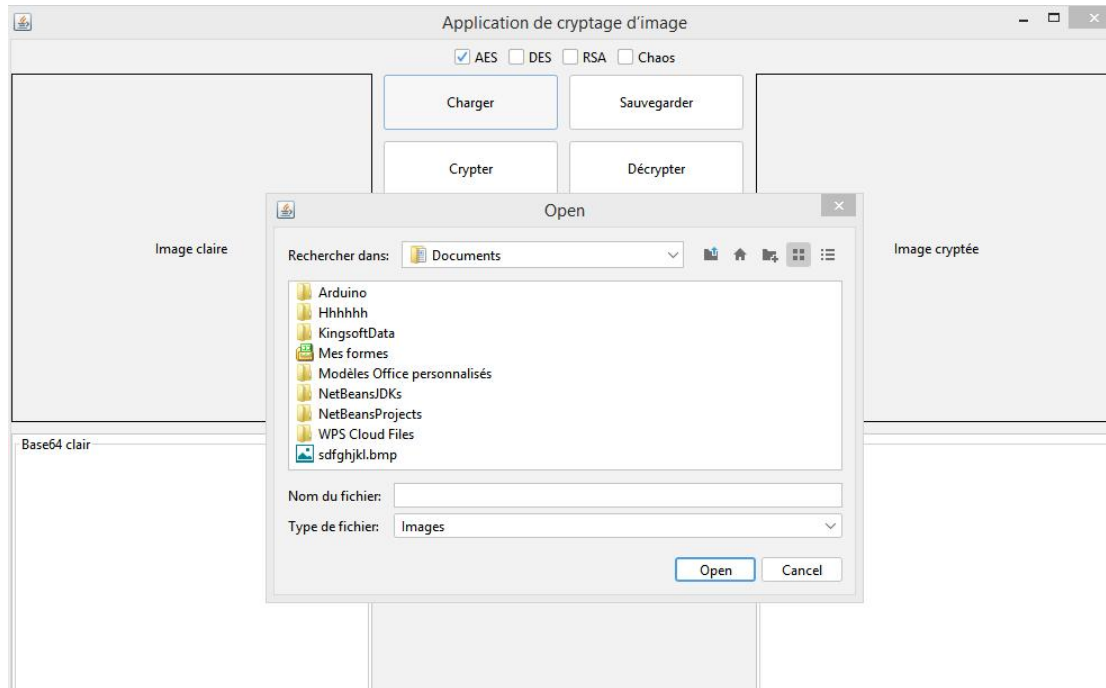 Application de cryptage d’image
AES DES RSA Chaos
Charger Sauvegarder
Crypter Décrypter
Image claire
Image cryptée
Open
Rechercher dans: Documents
Arduino
Hhhhhh
KingsoftData
Mes formes
Modèles Office personnalisés
NetBeansJDKs
NetBeansProjects
WPS Cloud Files
sdfghjkl.bmp
Nom du fichier:
Type de fichier: Images
Open Cancel
Base64 clair